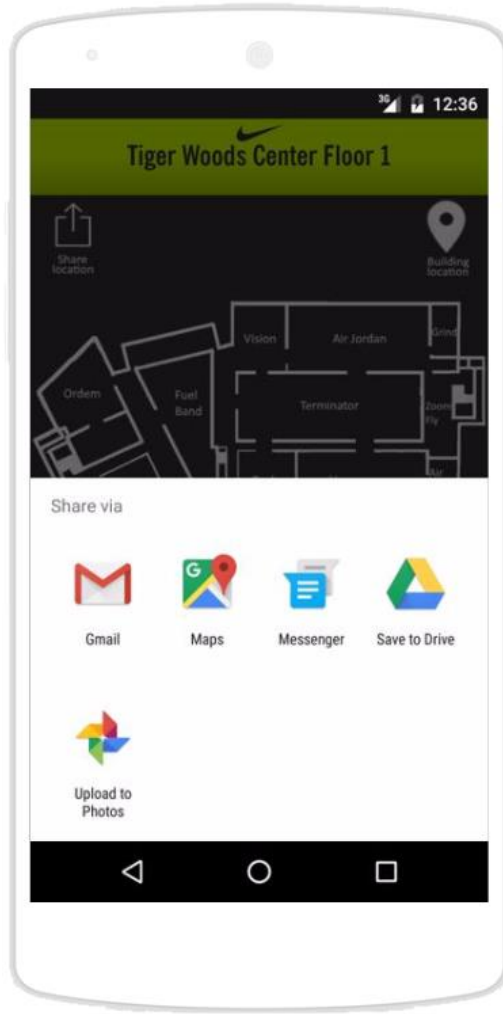 3G 12:36
Tiger Woods Center Floor 1
Share
location
Building
location
Vision
Air Jordan
Grind
Ordem
Fuel
Band
Terminator
Zoom
Fly
Air
Share via
G
Gmail
Maps
Messenger
Save to Drive
Upload to
Photos